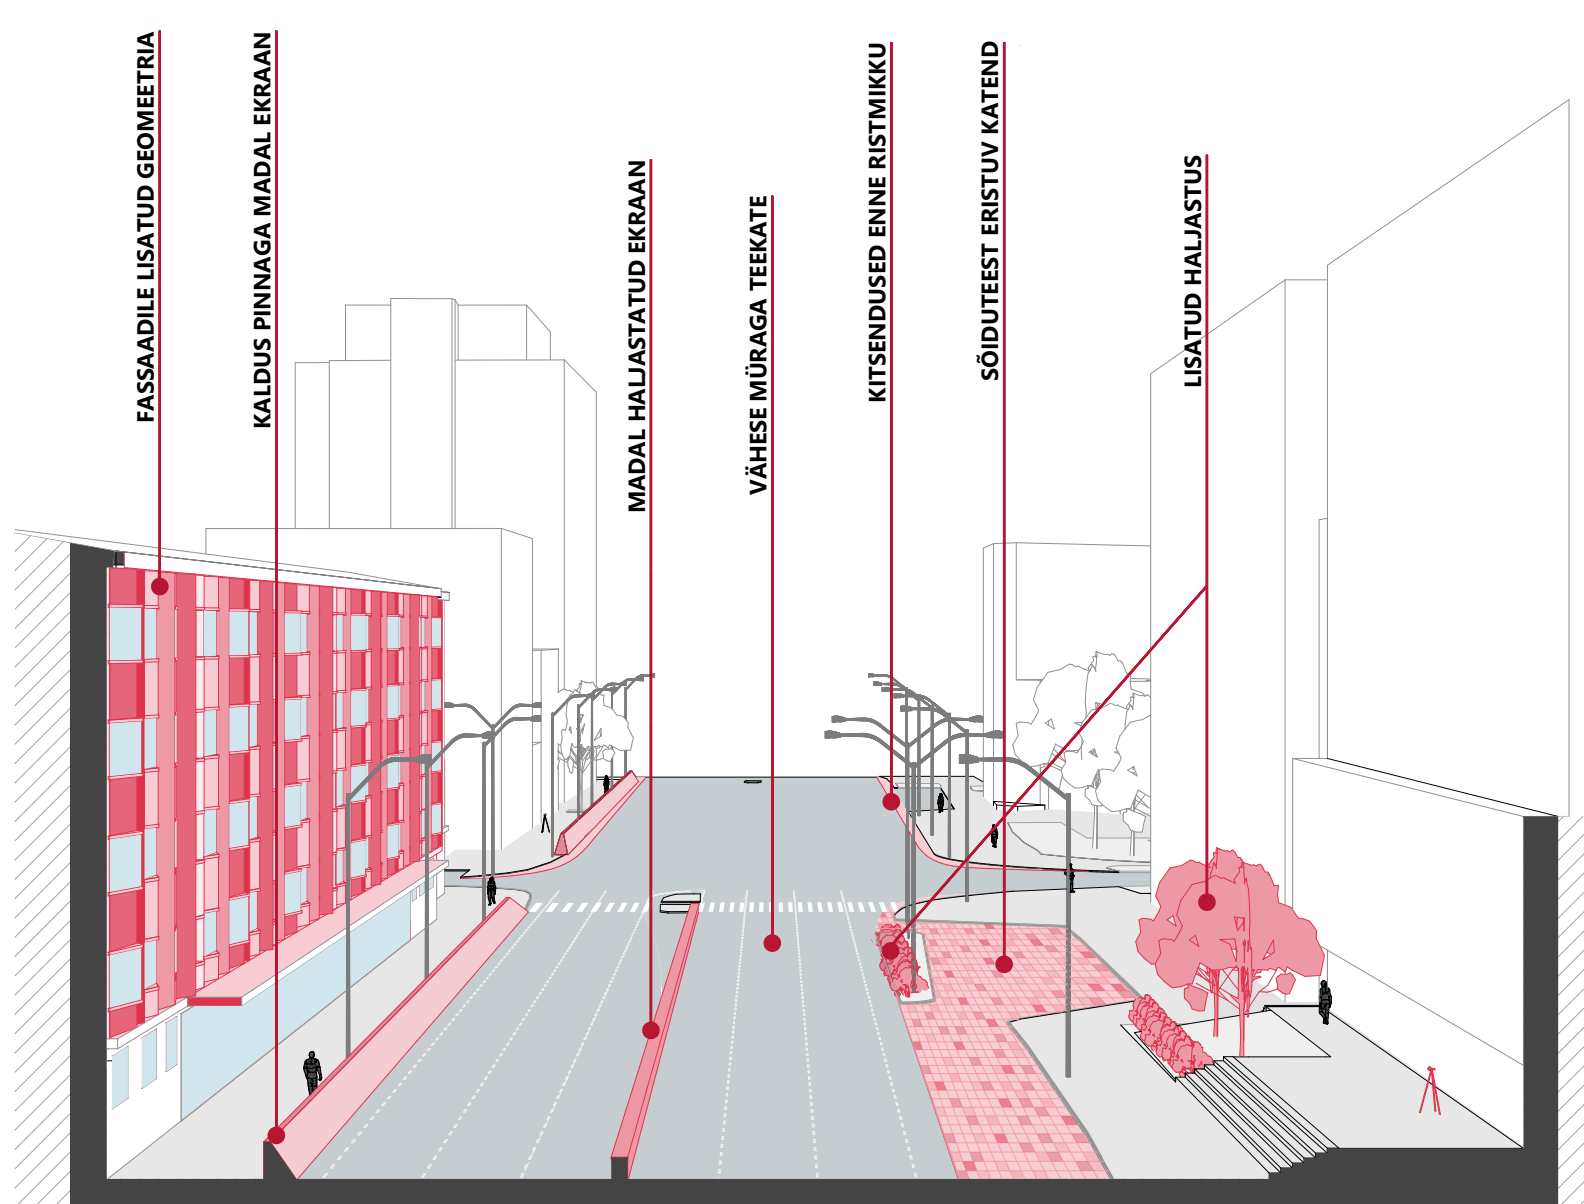 FASSAADILE LISATUD GEOMEETRIA
KALDUS PINNAGA MADAL EKRAAN
MADAL HALJASTATUD EKRAAN
VÄHESE MÜRAGA TEEKATE
KITSENDUSED ENNE RISTMIKKU
SÕIDUTEEST ERISTUV KATEND
LISATUD HALJASTUS